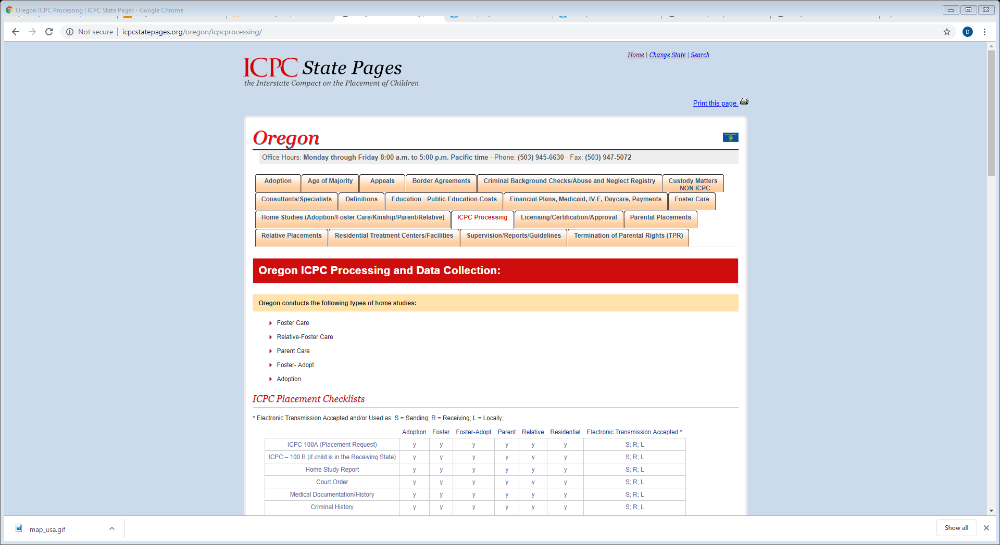 Oregon ICPC Processing | ICPC State Pages - Google Chrome
Not secure | icpcstatepages.org/oregon/icpcprocessing/
D
Home | Change State | Search
ICPC State Pages
the Interstate Compact on the Placement of Children
Print this page.
Oregon
Office Hours: Monday through Friday 8:00 a.m. to 5:00 p.m. Pacific time · Phone: (503) 945-6630 · Fax: (503) 947-5072
Adoption Age of Majority Appeals Border Agreements Criminal Background Checks/Abuse and Neglect Registry Custody Matters
- NON ICPC
Consultants/Specialists Definitions Education - Public Education Costs Financial Plans, Medicaid, IV-E, Daycare, Payments Foster Care
Home Studies (Adoption/Foster Care/Kinship/Parent/Relative) ICPC Processing Licensing/Certification/Approval Parental Placements
Relative Placements Residential Treatment Centers/Facilities Supervision/Reports/Guidelines Termination of Parental Rights (TPR)
Oregon ICPC Processing and Data Collection:
Oregon conducts the following types of home studies:
Foster Care
Relative-Foster Care
Parent Care
Foster- Adopt
Adoption
ICPC Placement Checklists
* Electronic Transmission Accepted and/or Used as: S = Sending; R = Receiving; L = Locally;
Adoption Foster Foster-Adopt Parent Relative Residential Electronic Transmission Accepted *
ICPC 100A (Placement Request) y y y y y y S; R; L
ICPC – 100 B (if child is in the Receiving State) y y y y y y S; R; L
Home Study Report y y y y y y S; R; L
Court Order y y y y y y S; R; L
Medical Documentation/History y y y y y y S; R; L
Criminal History y y y y y y S; R; L
map_usa.gif
Show all